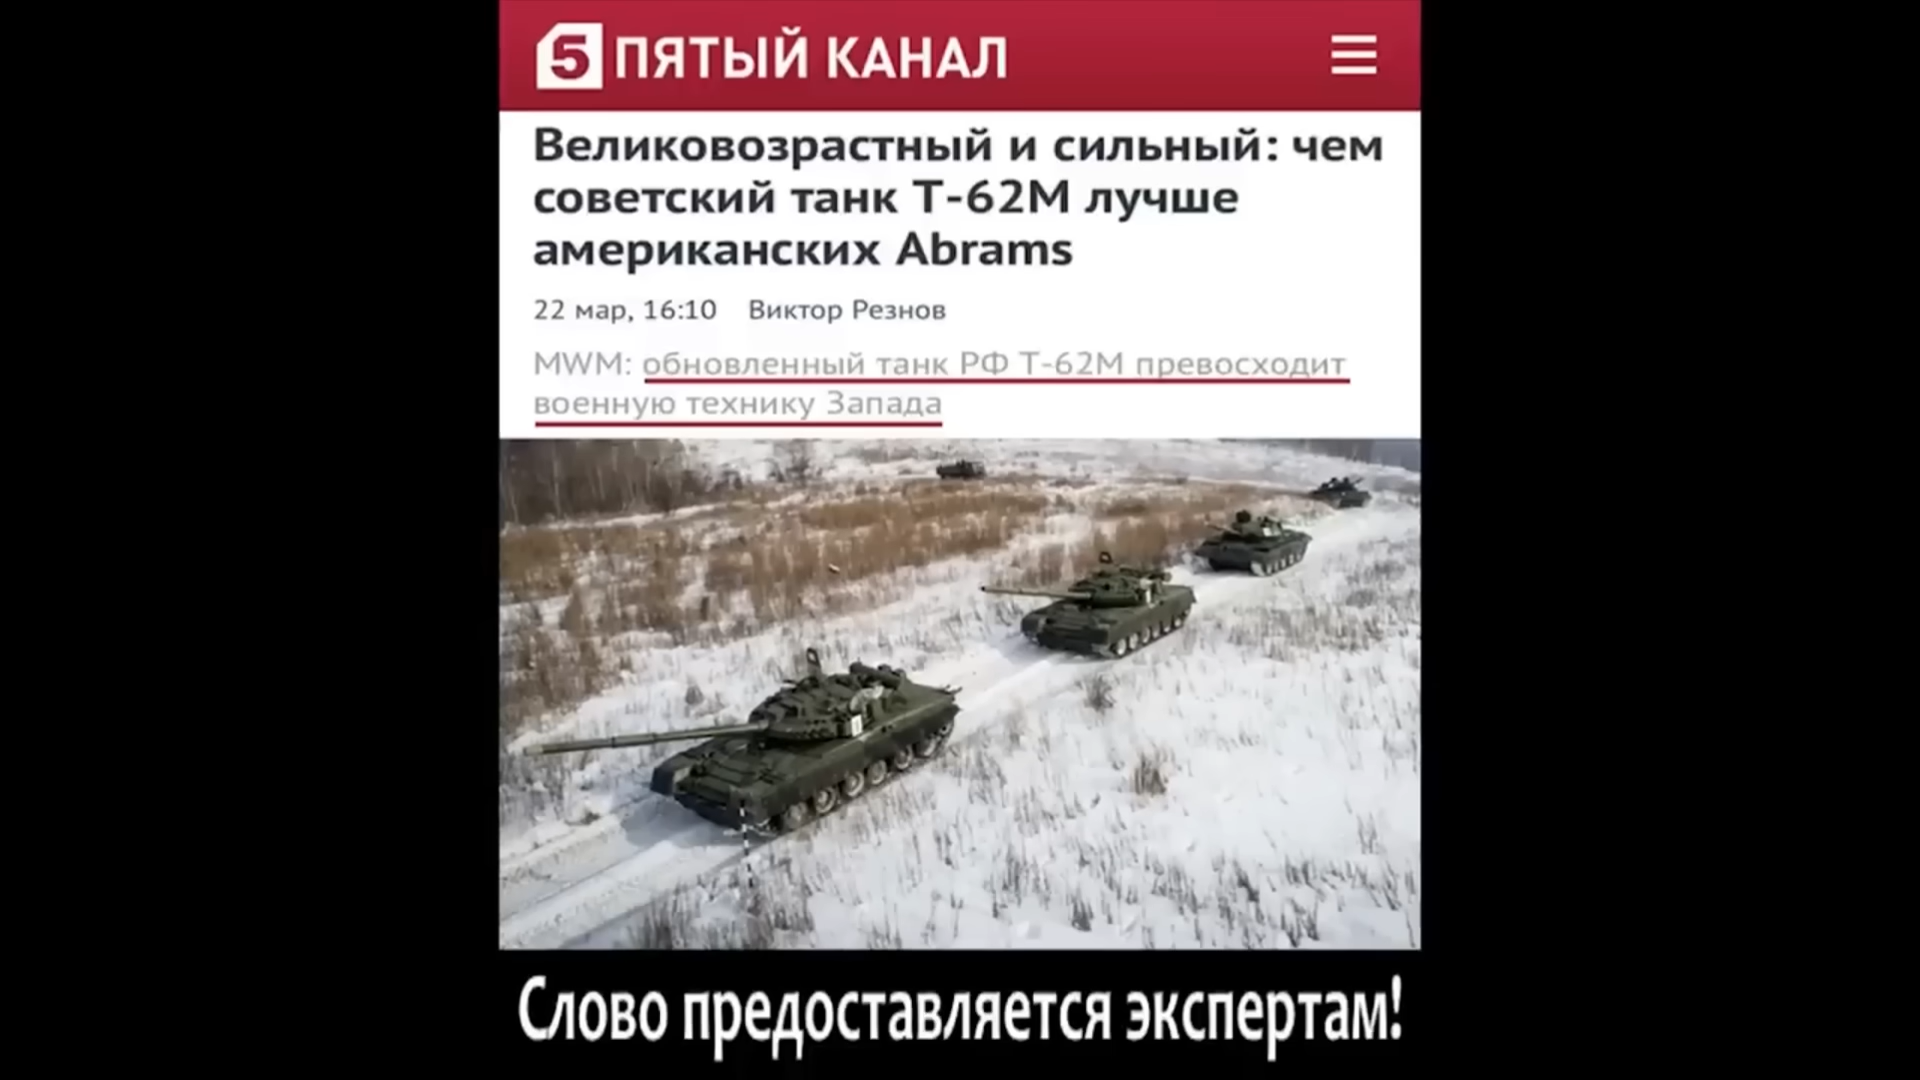 5 ПЯТЫЙ КАНАЛ
Великовозрастный и сильный: чем
советский танк Т-62М лучше
американских Abrams
22 мар, 16:10 Виктор Резнов
MWM: обновленный танк РФ Т-62М превосходит
военную технику Запада
Слово предоставляется экспертам!